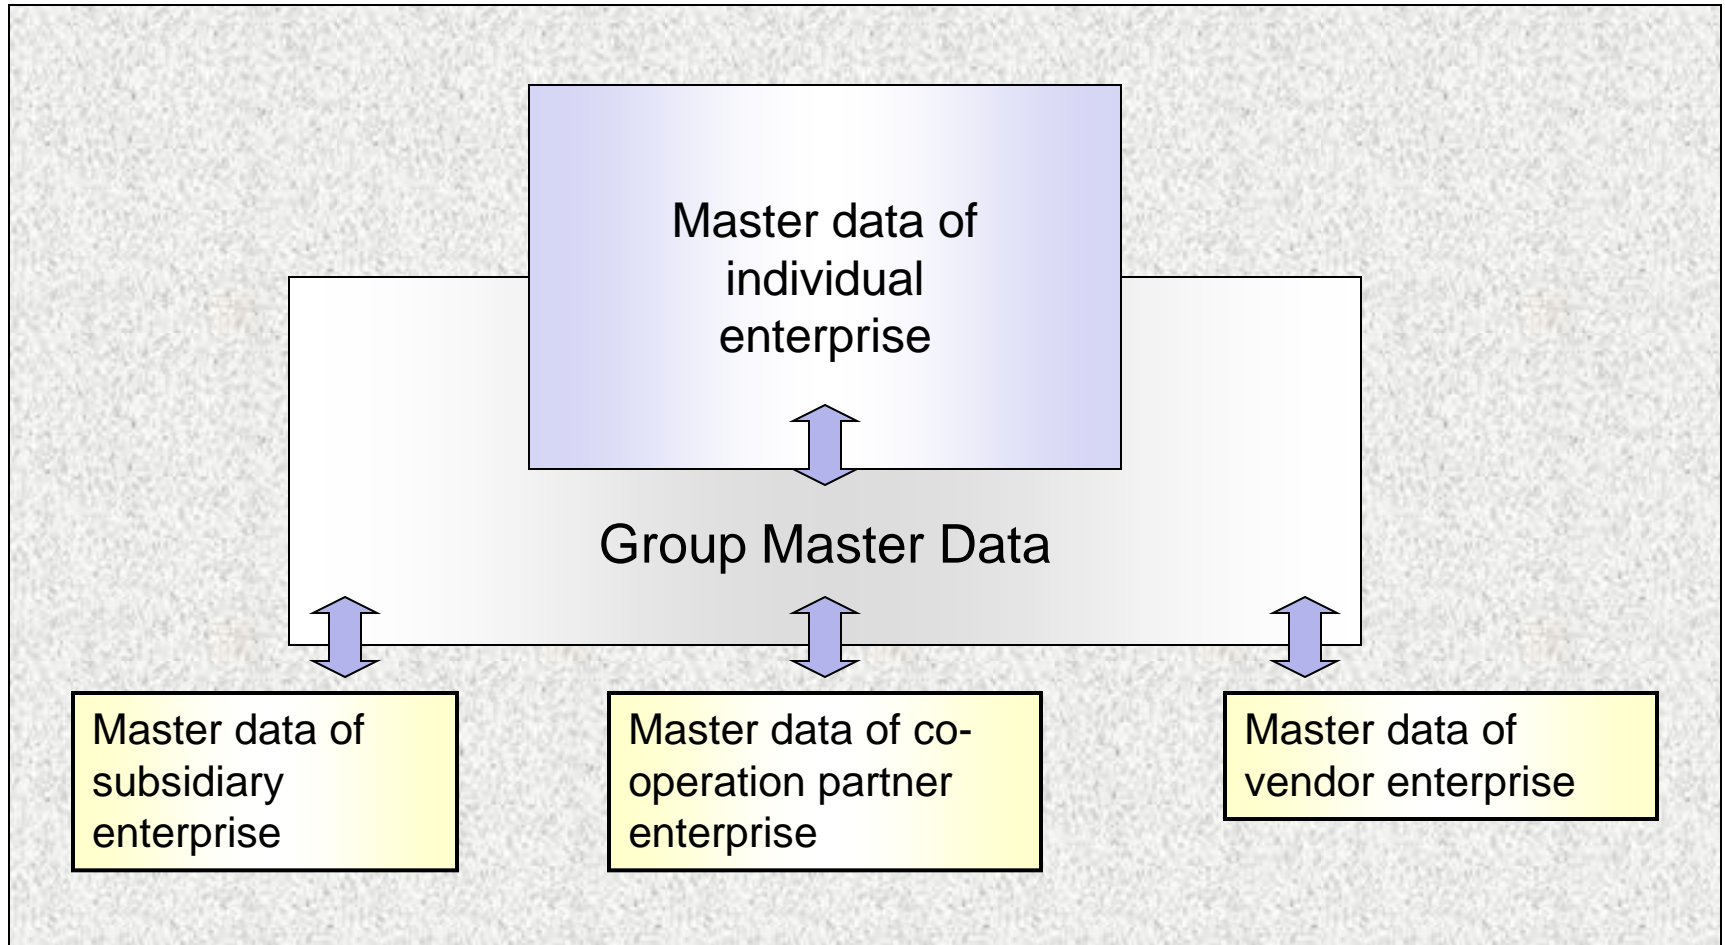 Master data of
individual
enterprise
Group Master Data
Master data of
subsidiary
enterprise
Master data of co-
operation partner
enterprise
Master data of
vendor enterprise